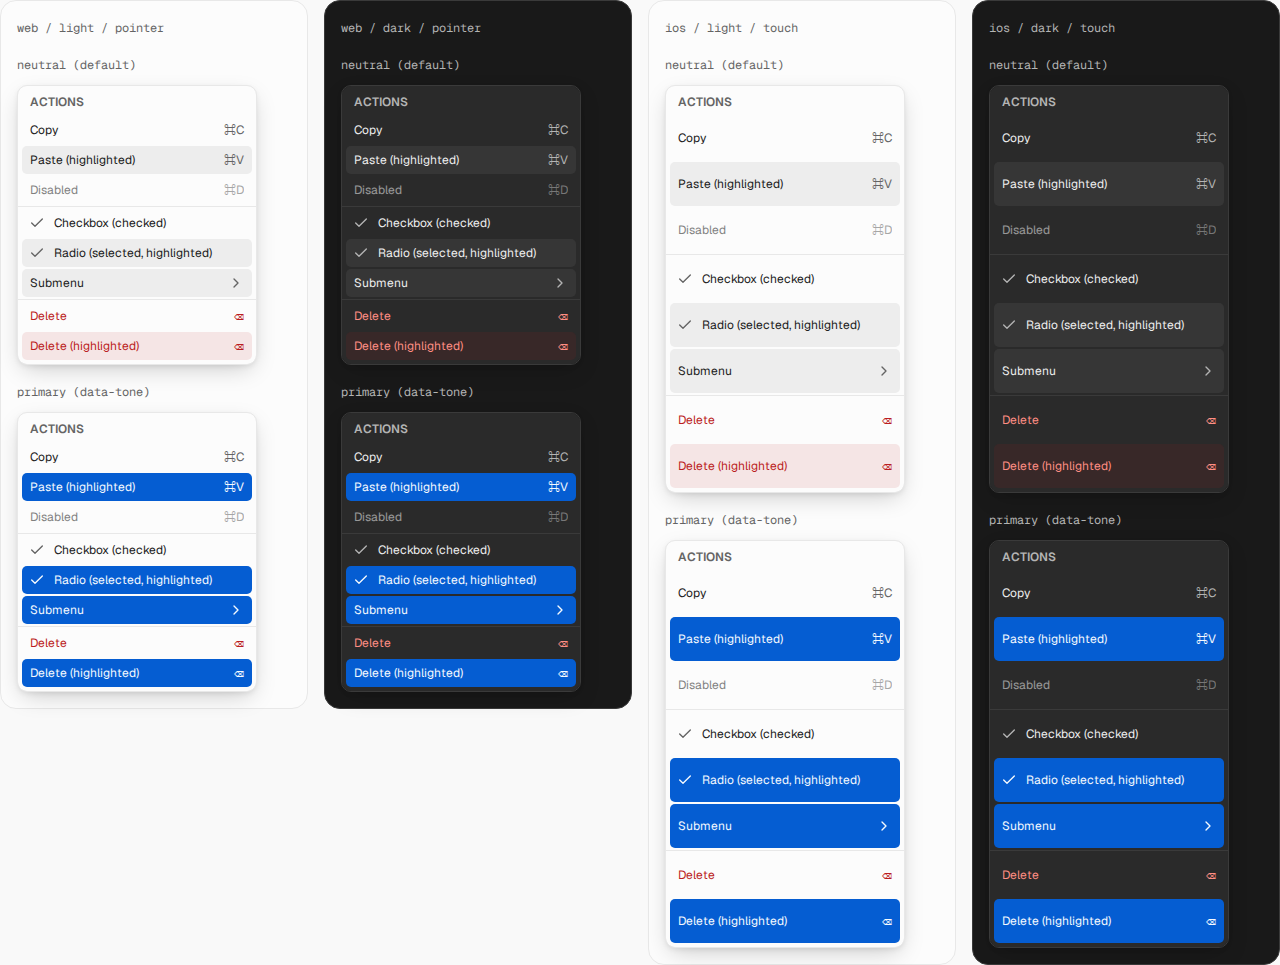 web / light / pointer
neutral (default)
ACTIONS
Copy ⌘C
Paste (highlighted) ⌘V
Disabled ⌘D
Checkbox (checked)
Radio (selected, highlighted)
Submenu
Delete ⌫
Delete (highlighted) ⌫
primary (data-tone)
ACTIONS
Copy ⌘C
Paste (highlighted) ⌘V
Disabled ⌘D
Checkbox (checked)
Radio (selected, highlighted)
Submenu
Delete ⌫
Delete (highlighted) ⌫
web / dark / pointer
neutral (default)
ACTIONS
Copy ⌘C
Paste (highlighted) ⌘V
Disabled ⌘D
Checkbox (checked)
Radio (selected, highlighted)
Submenu
Delete ⌫
Delete (highlighted) ⌫
primary (data-tone)
ACTIONS
Copy ⌘C
Paste (highlighted) ⌘V
Disabled ⌘D
Checkbox (checked)
Radio (selected, highlighted)
Submenu
Delete ⌫
Delete (highlighted) ⌫
ios / light / touch
neutral (default)
ACTIONS
Copy ⌘C
Paste (highlighted) ⌘V
Disabled ⌘D
Checkbox (checked)
Radio (selected, highlighted)
Submenu
Delete ⌫
Delete (highlighted) ⌫
primary (data-tone)
ACTIONS
Copy ⌘C
Paste (highlighted) ⌘V
Disabled ⌘D
Checkbox (checked)
Radio (selected, highlighted)
Submenu
Delete ⌫
Delete (highlighted) ⌫
ios / dark / touch
neutral (default)
ACTIONS
Copy ⌘C
Paste (highlighted) ⌘V
Disabled ⌘D
Checkbox (checked)
Radio (selected, highlighted)
Submenu
Delete ⌫
Delete (highlighted) ⌫
primary (data-tone)
ACTIONS
Copy ⌘C
Paste (highlighted) ⌘V
Disabled ⌘D
Checkbox (checked)
Radio (selected, highlighted)
Submenu
Delete ⌫
Delete (highlighted) ⌫